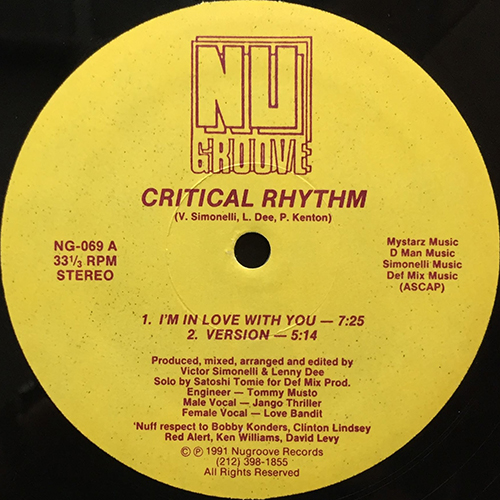 NU
GROOVE
CRITICAL RHYTHM
(V. Simonelli, L. Dee, P. Kenton)
NG-069 A
33⅓ RPM
STEREO
Mystarz Music
D Man Music
Simonelli Music
Def Mix Music
(ASCAP)
1. I'M IN LOVE WITH YOU — 7:25
2. VERSION — 5:14
Produced, mixed, arranged and edited by
Victor Simonelli & Lenny Dee
Solo by Satoshi Tomie for Def Mix Prod.
Engineer — Tommy Musto
Male Vocal — Jango Thriller
Female Vocal — Love Bandit
'Nuff respect to Bobby Konders, Clinton Lindsey
Red Alert, Ken Williams, David Levy
© ℗ 1991 Nugroove Records
(212) 398-1855
All Rights Reserved